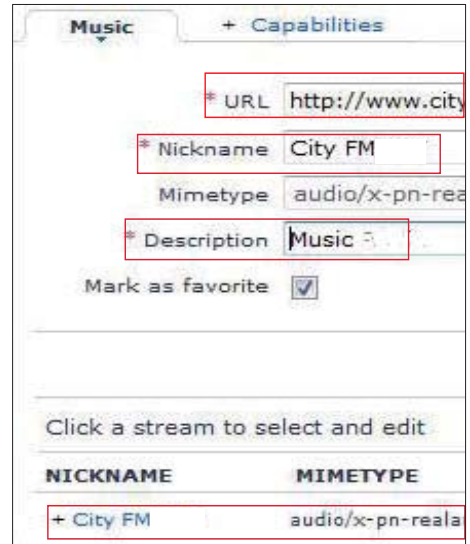 Music + Capabilities
* URL http://www.city
* Nickname City FM
Mimetype audio/x-pn-rea
* Description Music
Mark as favorite
Click a stream to select and edit
NICKNAME MIMETYPE
+ City FM audio/x-pn-reala